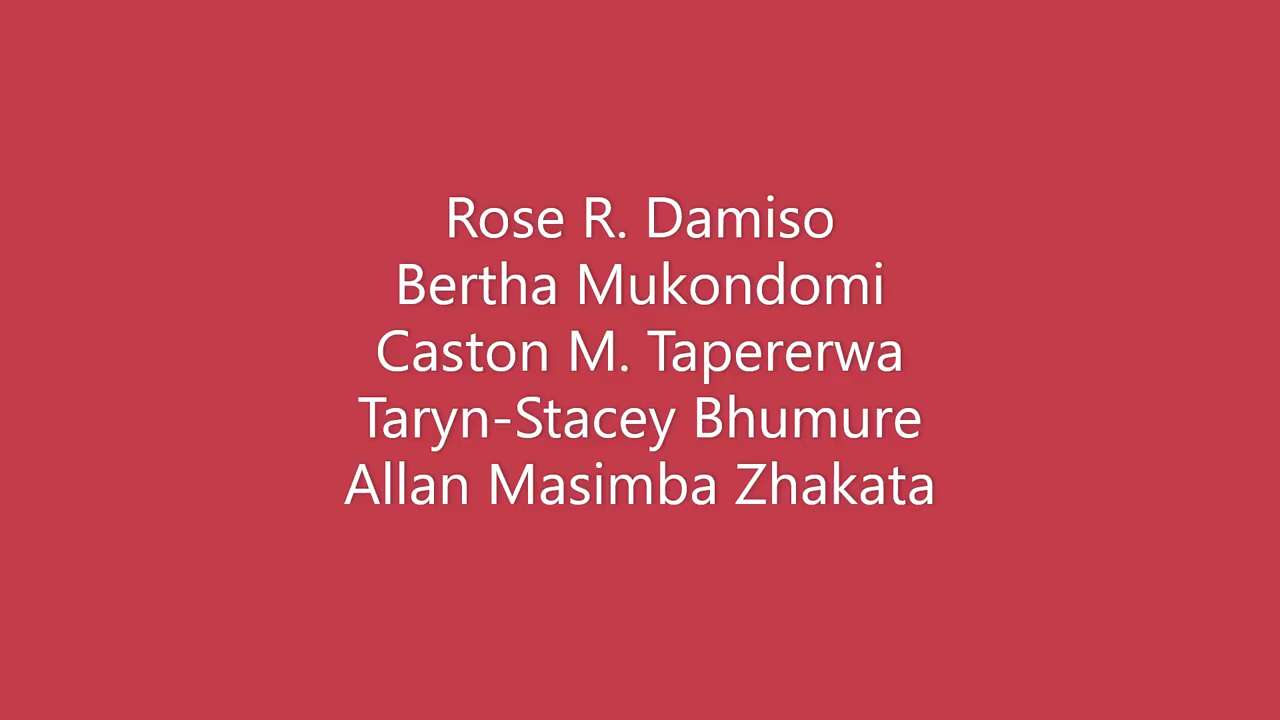 Rose R. Damiso
Bertha Mukondomi
Caston M. Tapererwa
Taryn-Stacey Bhumure
Allan Masimba Zhakata